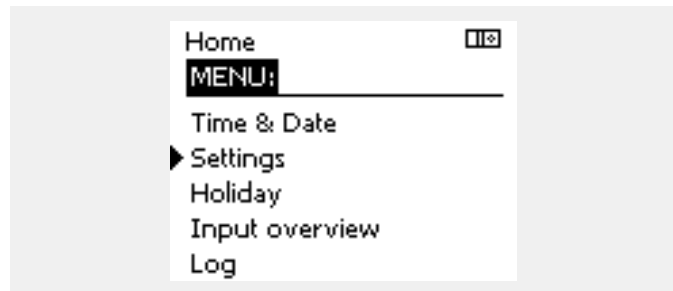 Home
MENU:
Time & Date
Settings
Holiday
Input overview
Log